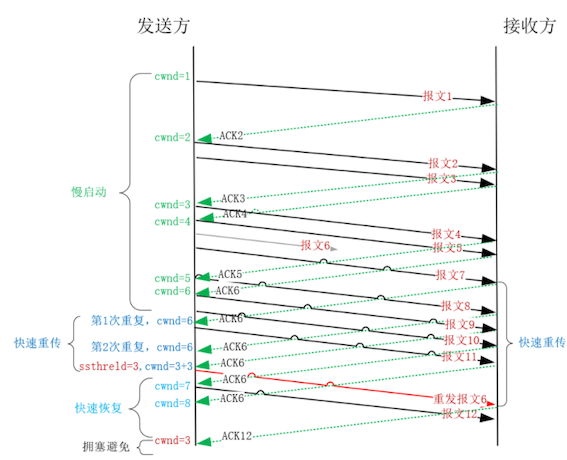 发送方
接收方
cwnd=1
报文1
ACK2
cwnd=2
报文2
报文3
慢启动
ACK3
cwnd=3
ACK4
cwnd=4
报文4
报文5
报文6
报文7
ACK5
cwnd=5
ACK6
cwnd=6
报文8
第1次重复，cwnd=6
ACK6
报文9
快速重传
快速重传
报文10
第2次重复，cwnd=6
ACK6
报文11
ssthreld=3,cwnd=3+3
ACK6
cwnd=7
ACK6
重发报文6
快速恢复
cwnd=8
ACK6
报文12
拥塞避免
cwnd=3
ACK12